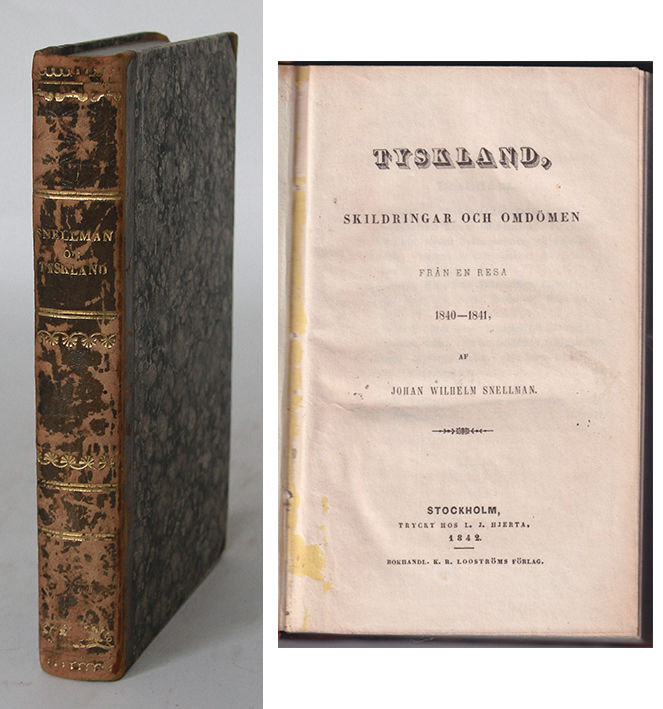 SNELLMAN
TYSKLAND
TYSKLAND,
SKILDRINGAR OCH OMDÖMEN
FRÅN EN RESA
1840—1841,
AF
JOHAN WILHELM SNELLMAN.
STOCKHOLM,
TRYCKT HOS L. J. HJERTA,
1842.
BOKHANDL. K. R. LOOSTRÖMS FÖRLAG.